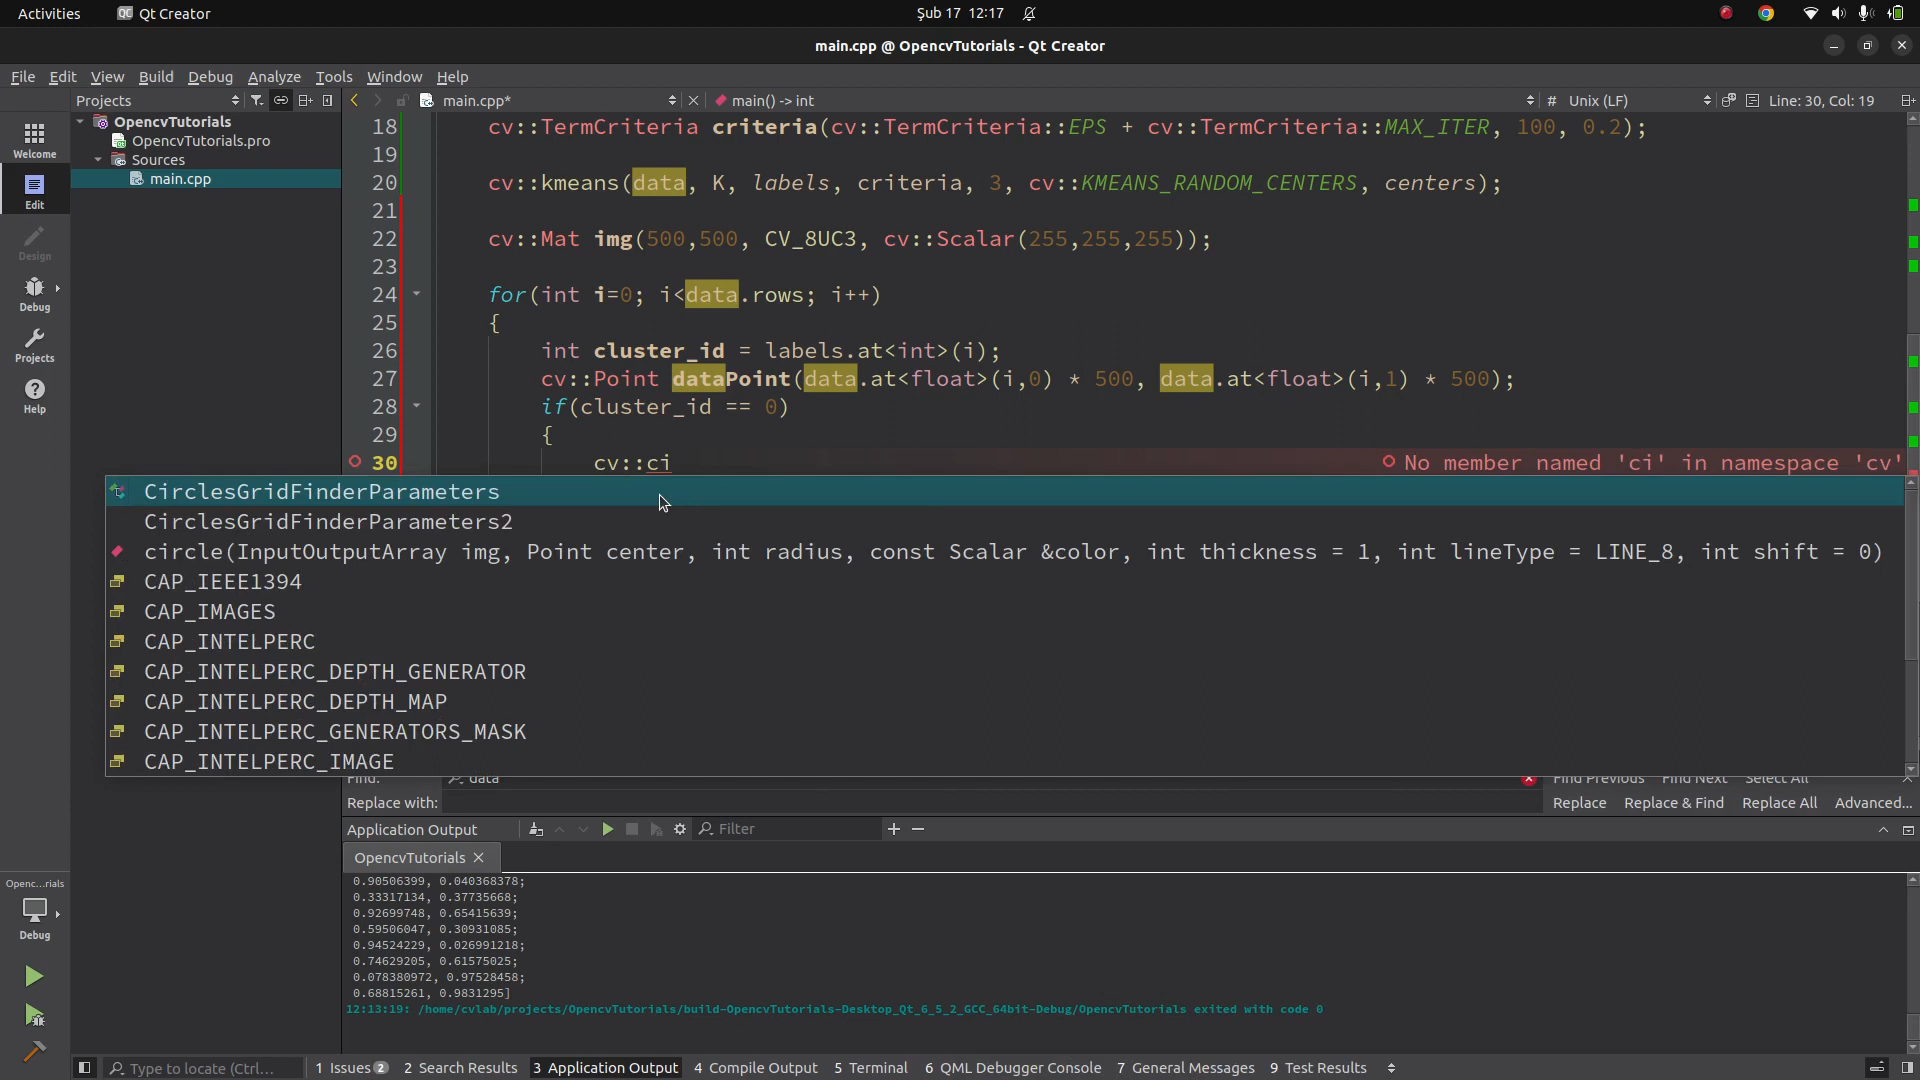 Activities
Qt Creator
Şub 17 12:17
main.cpp @ OpencvTutorials - Qt Creator
File Edit View Build Debug Analyze Tools Window Help
Projects
main.cpp*
main() -> int
# Unix (LF)
Line: 30, Col: 19
OpencvTutorials
OpencvTutorials.pro
Sources
main.cpp
Welcome
Edit
Design
Debug
Projects
Help
18 cv::TermCriteria criteria(cv::TermCriteria::EPS + cv::TermCriteria::MAX_ITER, 100, 0.2);
19
20 cv::kmeans(data, K, labels, criteria, 3, cv::KMEANS_RANDOM_CENTERS, centers);
21
22 cv::Mat img(500,500, CV_8UC3, cv::Scalar(255,255,255));
23
24 for(int i=0; i<data.rows; i++)
25 {
26 int cluster_id = labels.at<int>(i);
27 cv::Point dataPoint(data.at<float>(i,0) * 500, data.at<float>(i,1) * 500);
28 if(cluster_id == 0)
29 {
30 cv::ci No member named 'ci' in namespace 'cv'
CirclesGridFinderParameters
CirclesGridFinderParameters2
circle(InputOutputArray img, Point center, int radius, const Scalar &color, int thickness = 1, int lineType = LINE_8, int shift = 0)
CAP_IEEE1394
CAP_IMAGES
CAP_INTELPERC
CAP_INTELPERC_DEPTH_GENERATOR
CAP_INTELPERC_DEPTH_MAP
CAP_INTELPERC_GENERATORS_MASK
CAP_INTELPERC_IMAGE
Find: data Find Previous Find Next Select All
Replace with: Replace Replace & Find Replace All Advanced...
Application Output
Filter
OpencvTutorials
0.90506399, 0.040368378;
0.33317134, 0.37735668;
0.92699748, 0.65415639;
0.59506047, 0.30931085;
0.94524229, 0.026991218;
0.74629205, 0.61575025;
0.078380972, 0.97528458;
0.68815261, 0.9831295]
12:13:19: /home/cvlab/projects/OpencvTutorials/build-OpencvTutorials-Desktop_Qt_6_5_2_GCC_64bit-Debug/OpencvTutorials exited with code 0
Openc...rials
Debug
Type to locate (Ctrl...
1 Issues 2
2 Search Results
3 Application Output
4 Compile Output
5 Terminal
6 QML Debugger Console
7 General Messages
9 Test Results